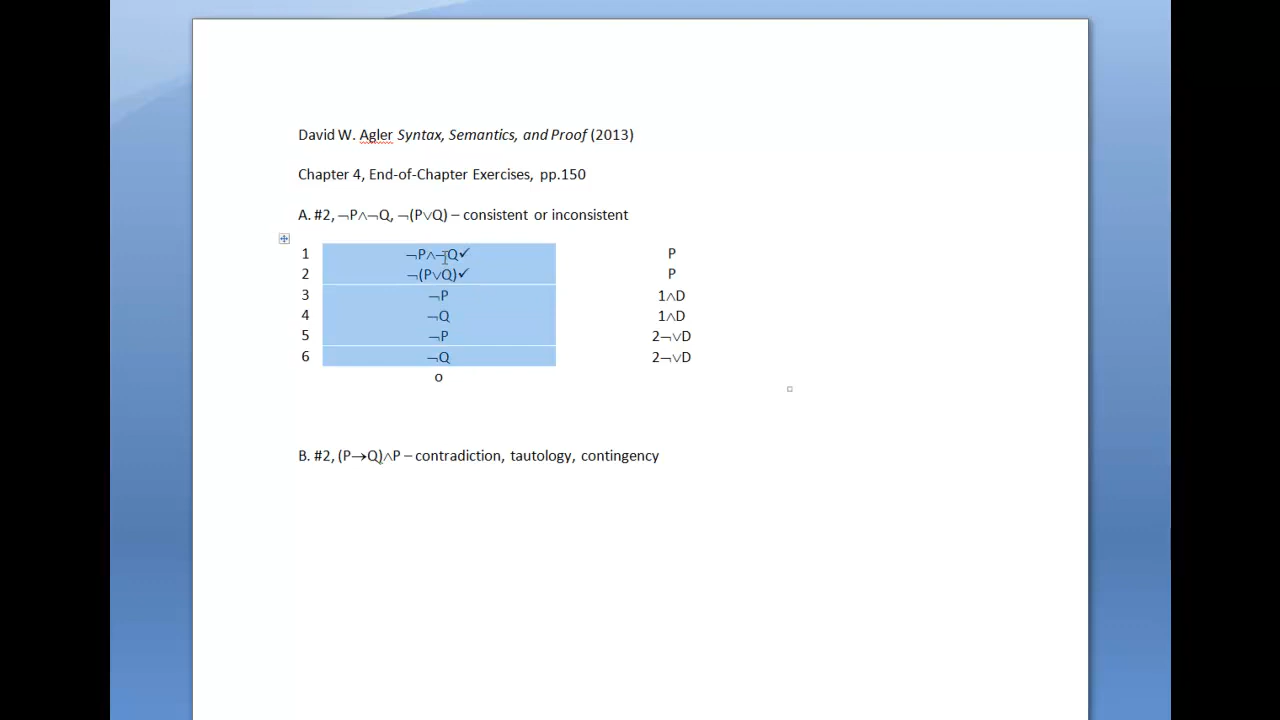 David W. Agler Syntax, Semantics, and Proof (2013)
Chapter 4, End-of-Chapter Exercises, pp.150
A. #2, ¬P∧¬Q, ¬(P∨Q) – consistent or inconsistent
1 ¬P∧¬Q✓ P
2 ¬(P∨Q)✓ P
3 ¬P 1∧D
4 ¬Q 1∧D
5 ¬P 2¬∨D
6 ¬Q 2¬∨D
o
B. #2, (P→Q)∧P – contradiction, tautology, contingency